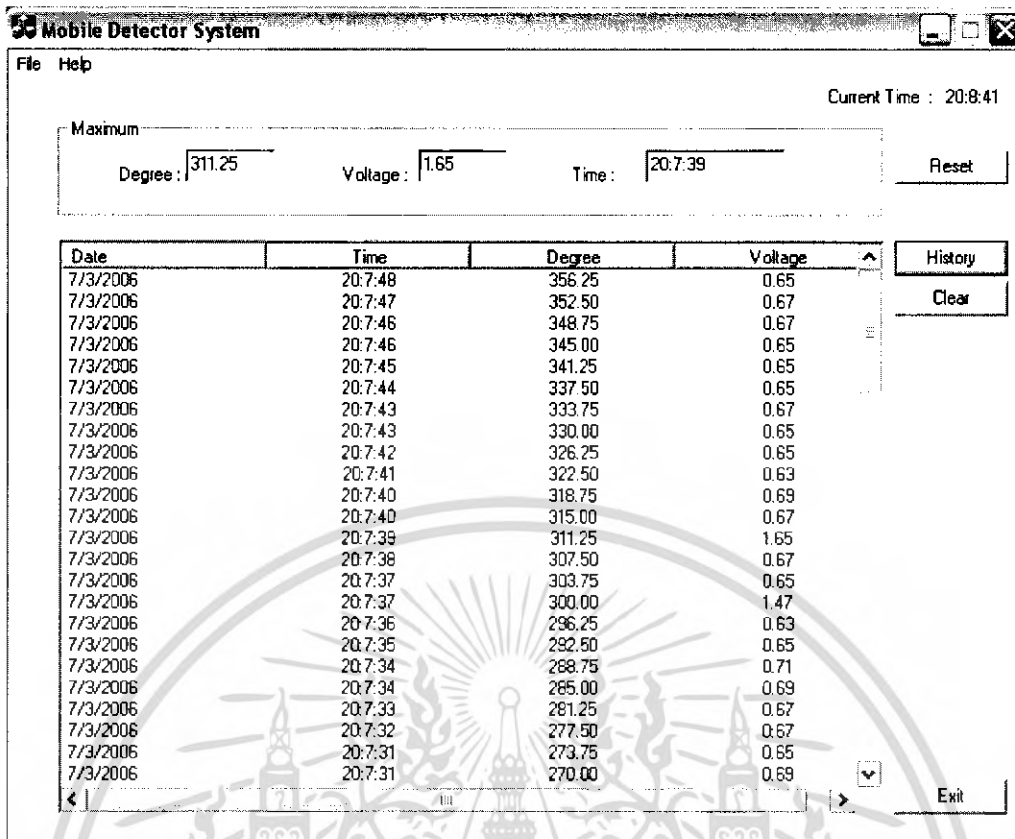 Mobile Detector System
File Help
Current Time : 20:8:41
Maximum
Degree : 311.25 Voltage : 1.65 Time : 20:7:39
Reset
Date Time Degree Voltage
History
Clear
7/3/2006 20:7:48 356.25 0.65
7/3/2006 20:7:47 352.50 0.67
7/3/2006 20:7:46 348.75 0.67
7/3/2006 20:7:46 345.00 0.65
7/3/2006 20:7:45 341.25 0.65
7/3/2006 20:7:44 337.50 0.65
7/3/2006 20:7:43 333.75 0.67
7/3/2006 20:7:43 330.00 0.65
7/3/2006 20:7:42 326.25 0.65
7/3/2006 20:7:41 322.50 0.63
7/3/2006 20:7:40 318.75 0.69
7/3/2006 20:7:40 315.00 0.67
7/3/2006 20:7:39 311.25 1.65
7/3/2006 20:7:38 307.50 0.67
7/3/2006 20:7:37 303.75 0.65
7/3/2006 20:7:37 300.00 1.47
7/3/2006 20:7:36 296.25 0.63
7/3/2006 20:7:35 292.50 0.65
7/3/2006 20:7:34 288.75 0.71
7/3/2006 20:7:34 285.00 0.69
7/3/2006 20:7:33 281.25 0.67
7/3/2006 20:7:32 277.50 0.67
7/3/2006 20:7:31 273.75 0.65
7/3/2006 20:7:31 270.00 0.69
Exit